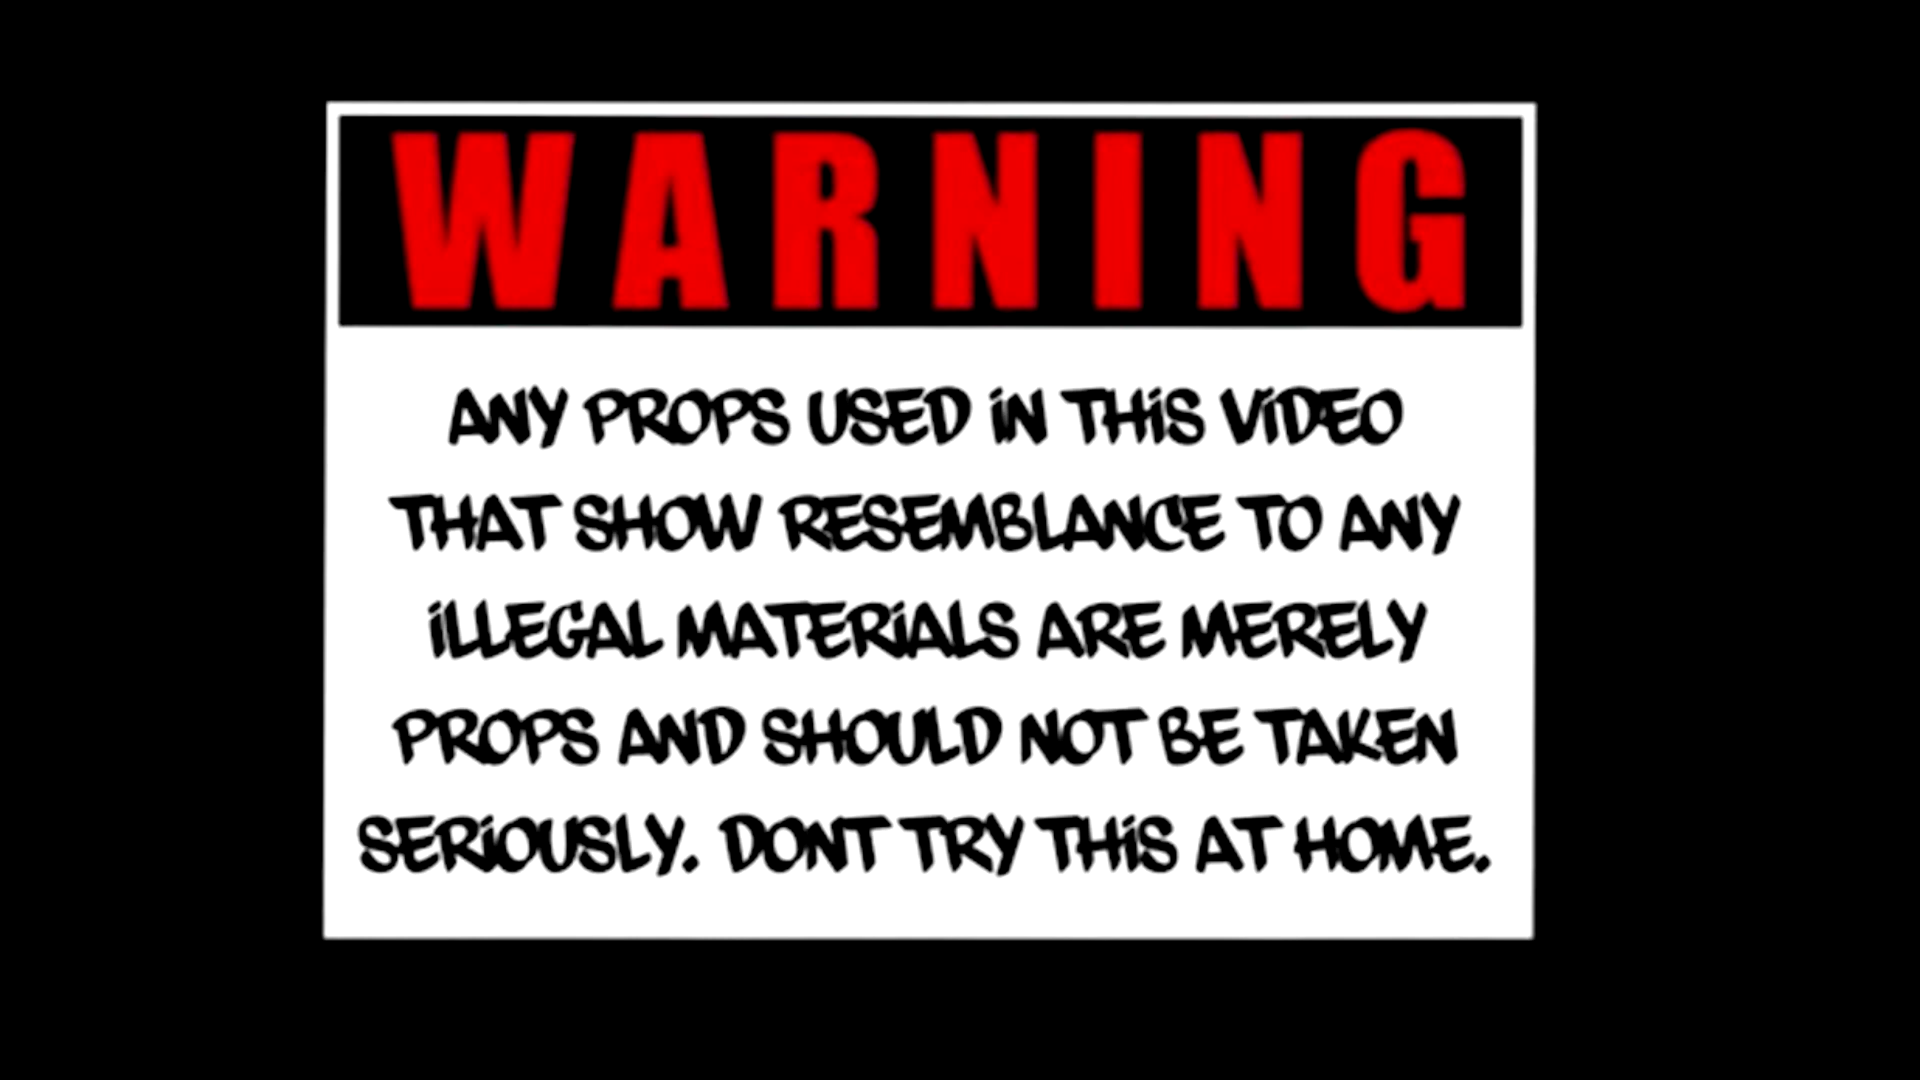 WARNING
ANY PROPS USED iN THiS ViDEO
THAT SHOW RESEMBLANCE TO ANY
iLLEGAL MATERiALS ARE MERELY
PROPS AND SHOULD NOT BE TAKEN
SERiOUSLY. DONT TRY THiS AT HOME.